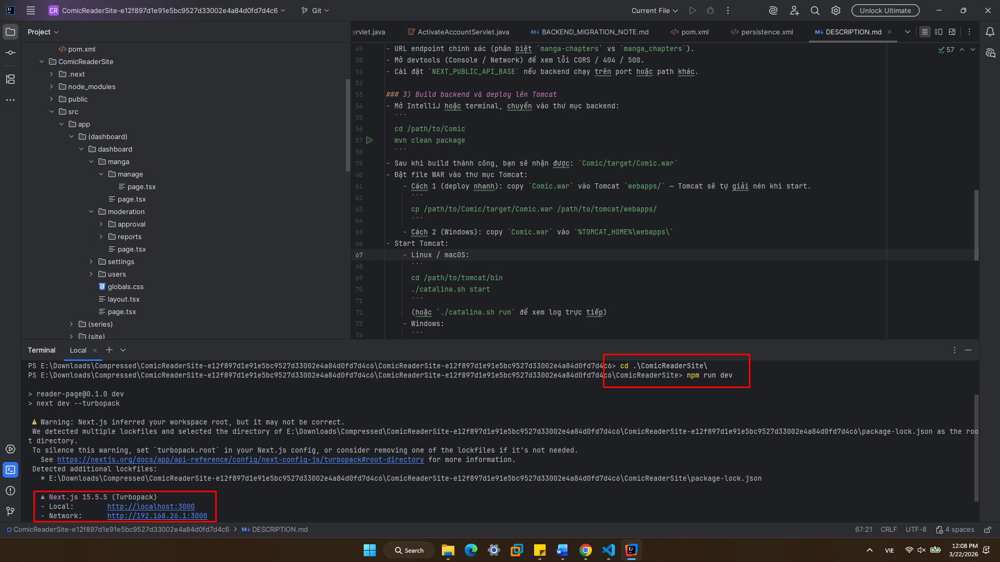 CR ComicReaderSite-e12f897d1e91e5bc9527d33002e4a84d0fd7d4c6 Git Current File Unlock Ultimate
Project
pom.xml
ComicReaderSite
.next
node_modules
public
src
app
(dashboard)
dashboard
manga
manage
page.tsx
page.tsx
moderation
approval
reports
page.tsx
settings
users
globals.css
layout.tsx
page.tsx
(series)
(site)
ervlet.java ActivateAccountServlet.java M↓ BACKEND_MIGRATION_NOTE.md </> pom.xml </> persistence.xml M↓ DESCRIPTION.md
57
49 - URL endpoint chính xác (phân biệt `manga-chapters` vs `manga_chapters`).
50 - Mở devtools (Console / Network) để xem lỗi CORS / 404 / 500.
51 - Cài đặt `NEXT_PUBLIC_API_BASE` nếu backend chạy trên port hoặc path khác.
52
53 ### 3) Build backend và deploy lên Tomcat
54 - Mở IntelliJ hoặc terminal, chuyển vào thư mục backend:
55 ```
56 cd /path/to/Comic
57 mvn clean package
58 ```
59 - Sau khi build thành công, bạn sẽ nhận được: `Comic/target/Comic.war`
60 - Đặt file WAR vào thư mục Tomcat:
61 - Cách 1 (deploy nhanh): copy `Comic.war` vào Tomcat `webapps/` — Tomcat sẽ tự giải nén khi start.
62 ```
63 cp /path/to/Comic/target/Comic.war /path/to/tomcat/webapps/
64 ```
65 - Cách 2 (Windows): copy `Comic.war` vào `%TOMCAT_HOME%\webapps\`
66 - Start Tomcat:
67 - Linux / macOS:
68 ```
69 cd /path/to/tomcat/bin
70 ./catalina.sh start
71 ```
72 (hoặc `./catalina.sh run` để xem log trực tiếp)
73 - Windows:
74 ```
Terminal Local
PS E:\Downloads\Compressed\ComicReaderSite-e12f897d1e91e5bc9527d33002e4a84d0fd7d4c6\ComicReaderSite-e12f897d1e91e5bc9527d33002e4a84d0fd7d4c6> cd .\ComicReaderSite\
PS E:\Downloads\Compressed\ComicReaderSite-e12f897d1e91e5bc9527d33002e4a84d0fd7d4c6\ComicReaderSite-e12f897d1e91e5bc9527d33002e4a84d0fd7d4c6\ComicReaderSite> npm run dev
> reader-page@0.1.0 dev
> next dev --turbopack
⚠ Warning: Next.js inferred your workspace root, but it may not be correct.
We detected multiple lockfiles and selected the directory of E:\Downloads\Compressed\ComicReaderSite-e12f897d1e91e5bc9527d33002e4a84d0fd7d4c6\ComicReaderSite-e12f897d1e91e5bc9527d33002e4a84d0fd7d4c6\package-lock.json as the roo
t directory.
To silence this warning, set `turbopack.root` in your Next.js config, or consider removing one of the lockfiles if it's not needed.
See https://nextjs.org/docs/app/api-reference/config/next-config-js/turbopack#root-directory for more information.
Detected additional lockfiles:
* E:\Downloads\Compressed\ComicReaderSite-e12f897d1e91e5bc9527d33002e4a84d0fd7d4c6\ComicReaderSite-e12f897d1e91e5bc9527d33002e4a84d0fd7d4c6\ComicReaderSite\package-lock.json
▲ Next.js 15.5.5 (Turbopack)
- Local: http://localhost:3000
- Network: http://192.168.26.1:3000
ComicReaderSite-e12f897d1e91e5bc9527d33002e4a84d0fd7d4c6 > M↓ DESCRIPTION.md 67:21 CRLF UTF-8 4 spaces
Search VIE 12:08 PM
3/22/2026